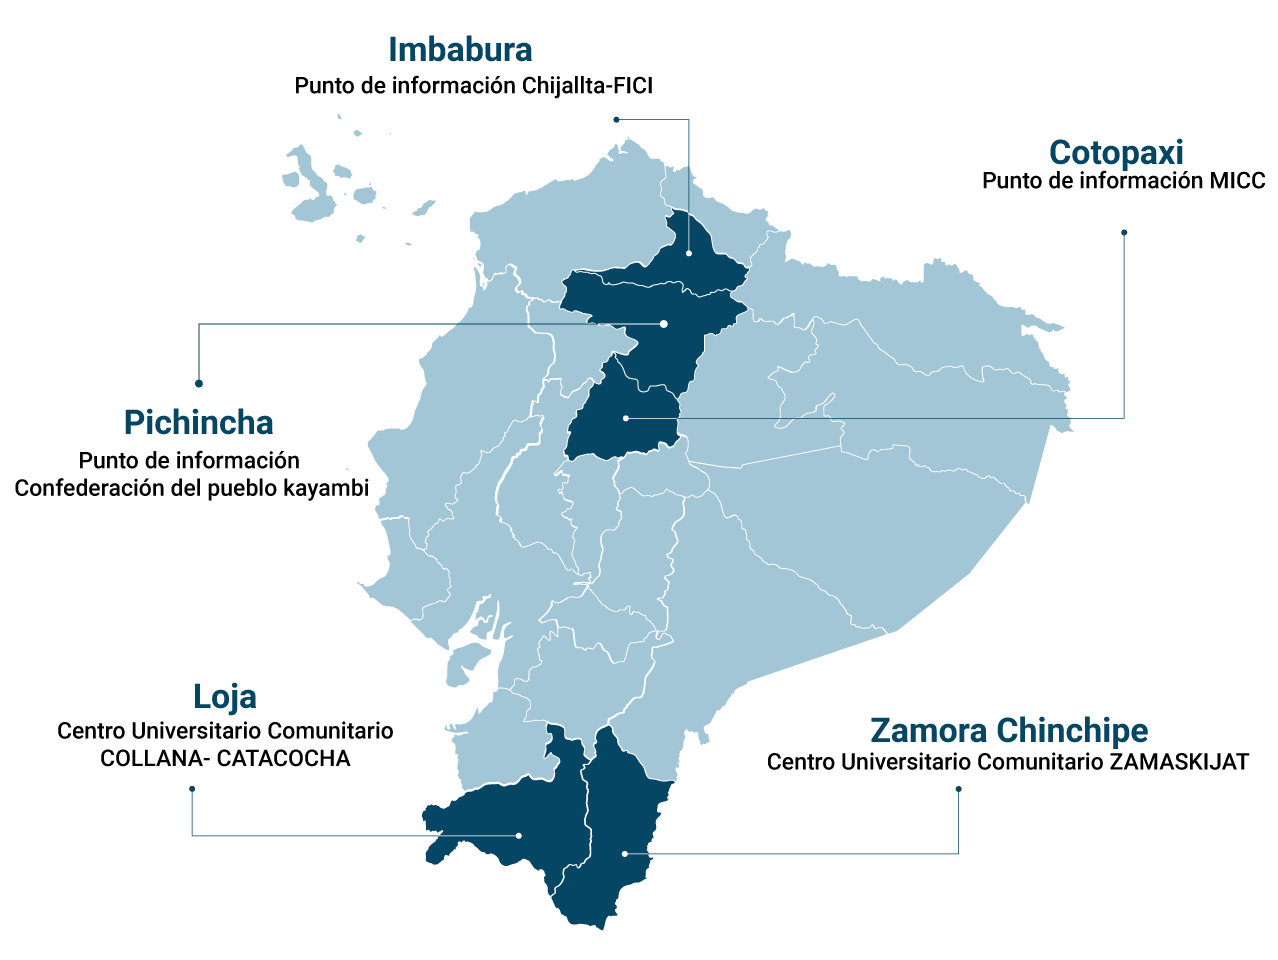 Imbabura
Punto de información Chijallta-FICI
Cotopaxi
Punto de información MICC
Pichincha
Punto de información
Confederación del pueblo kayambi
Loja
Centro Universitario Comunitario
COLLANA- CATACOCHA
Zamora Chinchipe
Centro Universitario Comunitario ZAMASKIJAT